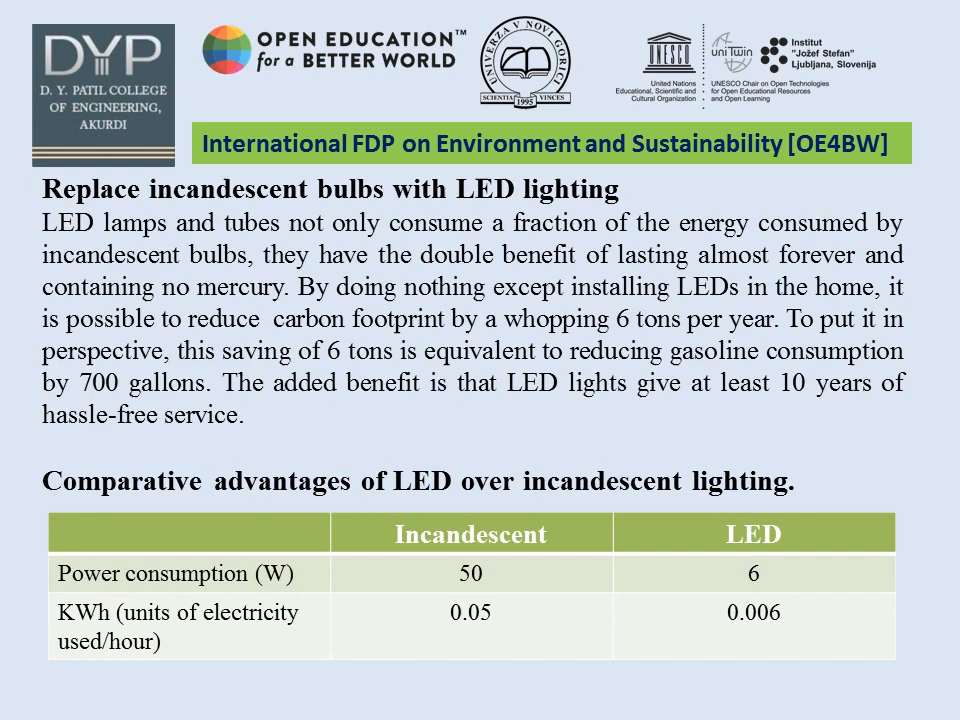 DYP
D. Y. PATIL COLLEGE
OF ENGINEERING,
AKURDI
OPEN EDUCATION™
for a BETTER WORLD
UNIVERZA V NOVI GORICI
SCIENTIA VINCES
1995
UNESCO
United Nations
Educational, Scientific and
Cultural Organization
uniTwin
UNESCO Chair on Open Technologies
for Open Educational Resources
and Open Learning
Institut
"Jožef Stefan"
Ljubljana, Slovenija
International FDP on Environment and Sustainability [OE4BW]
Replace incandescent bulbs with LED lighting
LED lamps and tubes not only consume a fraction of the energy consumed by
incandescent bulbs, they have the double benefit of lasting almost forever and
containing no mercury. By doing nothing except installing LEDs in the home, it
is possible to reduce carbon footprint by a whopping 6 tons per year. To put it in
perspective, this saving of 6 tons is equivalent to reducing gasoline consumption
by 700 gallons. The added benefit is that LED lights give at least 10 years of
hassle-free service.
Comparative advantages of LED over incandescent lighting.
Incandescent LED
Power consumption (W) 50 6
KWh (units of electricity
used/hour) 0.05 0.006